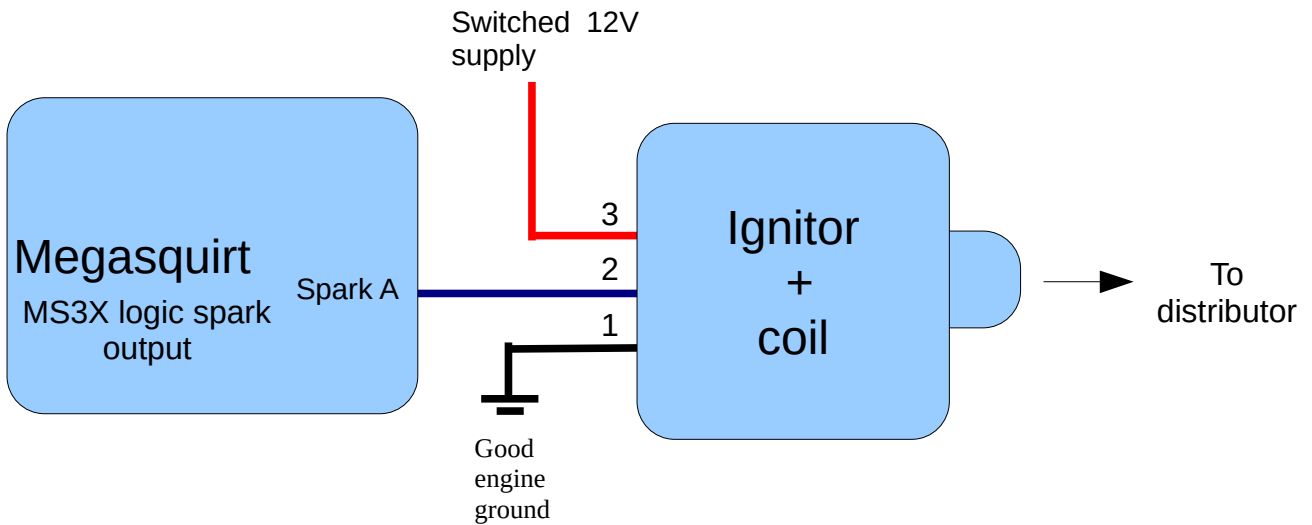 Switched 12V
supply
Megasquirt
MS3X logic spark
output
Spark A
3
2
1
Ignitor
+
coil
To
distributor
Good
engine
ground